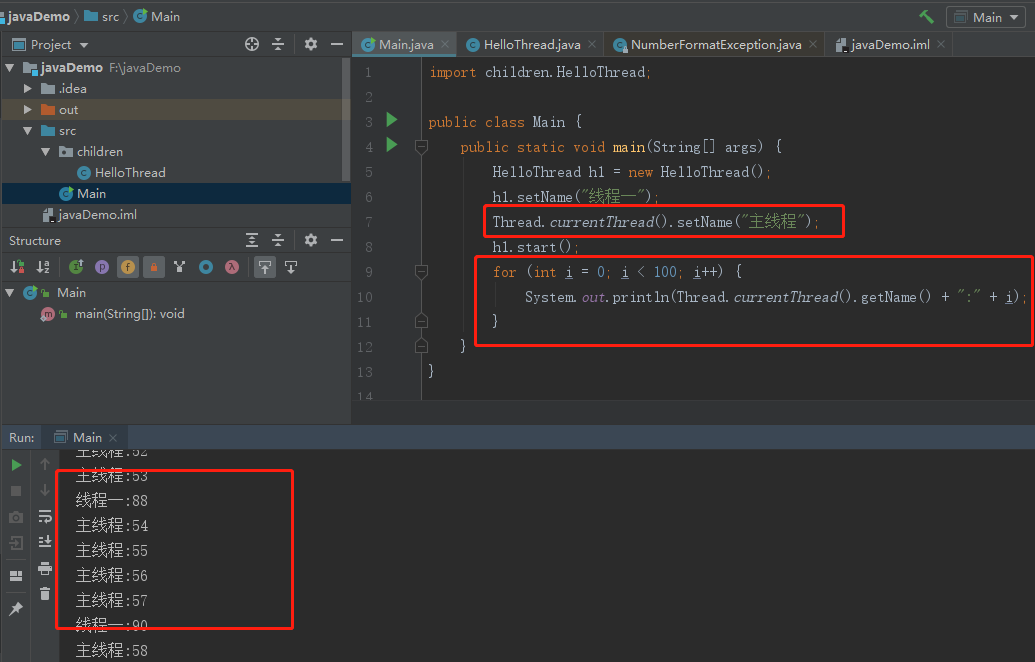 javaDemo src Main Main
Project
Main.java HelloThread.java NumberFormatException.java javaDemo.iml
javaDemo F:\javaDemo
.idea
out
src
children
HelloThread
Main
javaDemo.iml
Structure
Main
main(String[]): void
1 import children.HelloThread;
2
3 public class Main {
4 public static void main(String[] args) {
5 HelloThread h1 = new HelloThread();
6 h1.setName("线程一");
7 Thread.currentThread().setName("主线程");
8 h1.start();
9 for (int i = 0; i < 100; i++) {
10 System.out.println(Thread.currentThread().getName() + ":" + i);
11 }
12 }
13 }
14
Run: Main
主线程:52
主线程:53
线程一:88
主线程:54
主线程:55
主线程:56
主线程:57
线程一:90
主线程:58